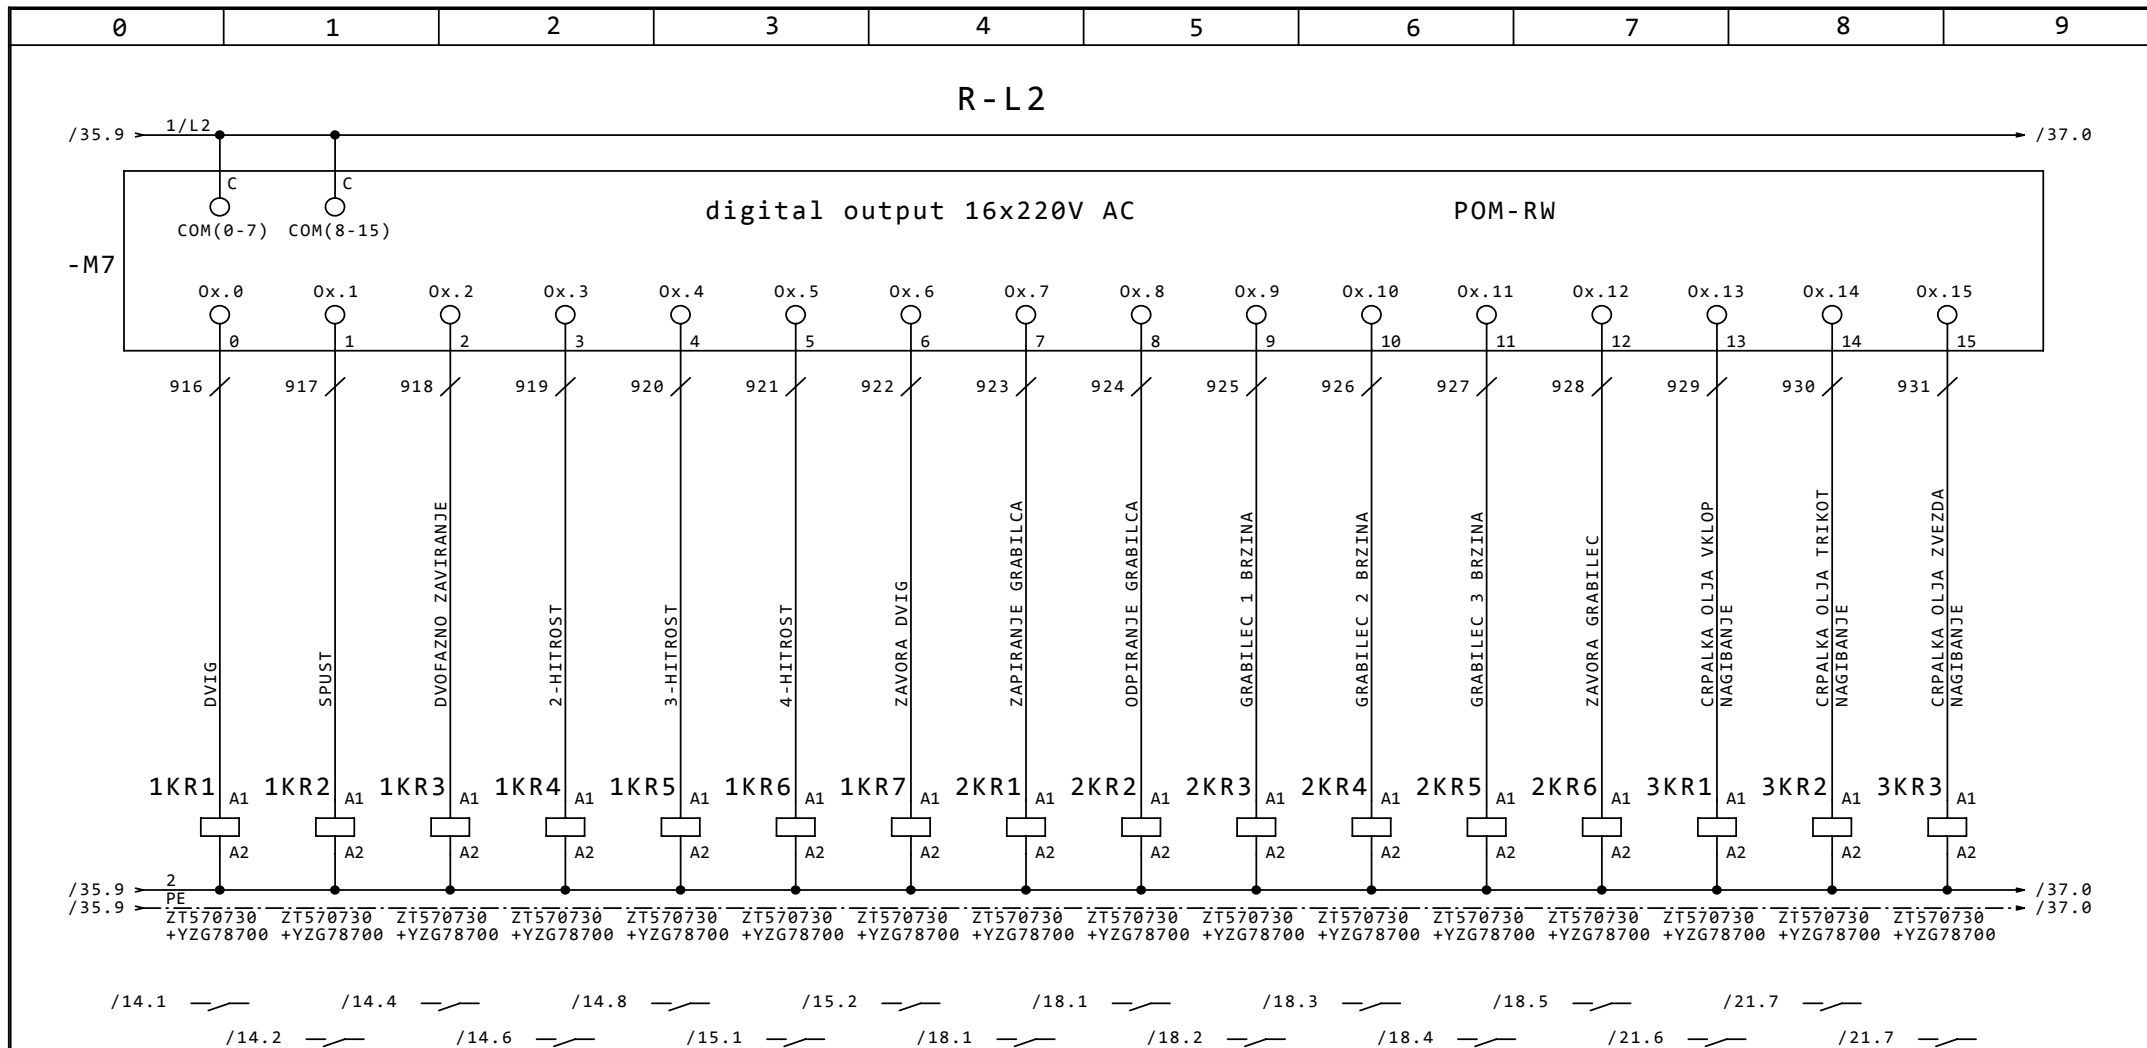 0 1 2 3 4 5 6 7 8 9
R-L2
/35.9 1/L2 /37.0
C C
COM(0-7) COM(8-15)
digital output 16x220V AC POM-RW
-M7
Ox.0 Ox.1 Ox.2 Ox.3 Ox.4 Ox.5 Ox.6 Ox.7 Ox.8 Ox.9 Ox.10 Ox.11 Ox.12 Ox.13 Ox.14 Ox.15
0 1 2 3 4 5 6 7 8 9 10 11 12 13 14 15
916 917 918 919 920 921 922 923 924 925 926 927 928 929 930 931
DVIG
SPUST
DVOFAZNO ZAVIRANJE
2-HITROST
3-HITROST
4-HITROST
ZAVORA DVIG
ZAPIRANJE GRABILCA
ODPIRANJE GRABILCA
GRABILEC 1 BRZINA
GRABILEC 2 BRZINA
GRABILEC 3 BRZINA
ZAVORA GRABILEC
CRPALKA OLJA VKLOP
NAGIBANJE
CRPALKA OLJA TRIKOT
NAGIBANJE
CRPALKA OLJA ZVEZDA
NAGIBANJE
1KR1 1KR2 1KR3 1KR4 1KR5 1KR6 1KR7 2KR1 2KR2 2KR3 2KR4 2KR5 2KR6 3KR1 3KR2 3KR3
A1 A1 A1 A1 A1 A1 A1 A1 A1 A1 A1 A1 A1 A1 A1 A1
A2 A2 A2 A2 A2 A2 A2 A2 A2 A2 A2 A2 A2 A2 A2 A2
/35.9 2 /37.0
/35.9 PE /37.0
ZT570730 ZT570730 ZT570730 ZT570730 ZT570730 ZT570730 ZT570730 ZT570730 ZT570730 ZT570730 ZT570730 ZT570730 ZT570730 ZT570730 ZT570730 ZT570730
+YZG78700 +YZG78700 +YZG78700 +YZG78700 +YZG78700 +YZG78700 +YZG78700 +YZG78700 +YZG78700 +YZG78700 +YZG78700 +YZG78700 +YZG78700 +YZG78700 +YZG78700 +YZG78700
/14.1 /14.4 /14.8 /15.2 /18.1 /18.3 /18.5 /21.7
/14.2 /14.6 /15.1 /18.1 /18.2 /18.4 /21.6 /21.7